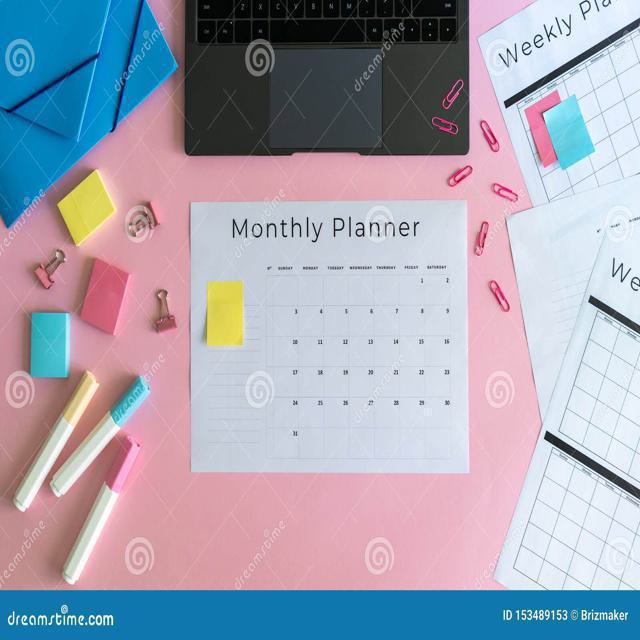 Weekly Pla
Monthly Planner
N° SUNDAY MONDAY TUESDAY WEDNESDAY THURSDAY FRIDAY SATURDAY
1 2
3 4 5 6 7 8 9
10 11 12 13 14 15 16
17 18 19 20 21 22 23
24 25 26 27 28 29 30
31
We
dreamstime
dreamstime.com
ID 153489153 © Brizmaker